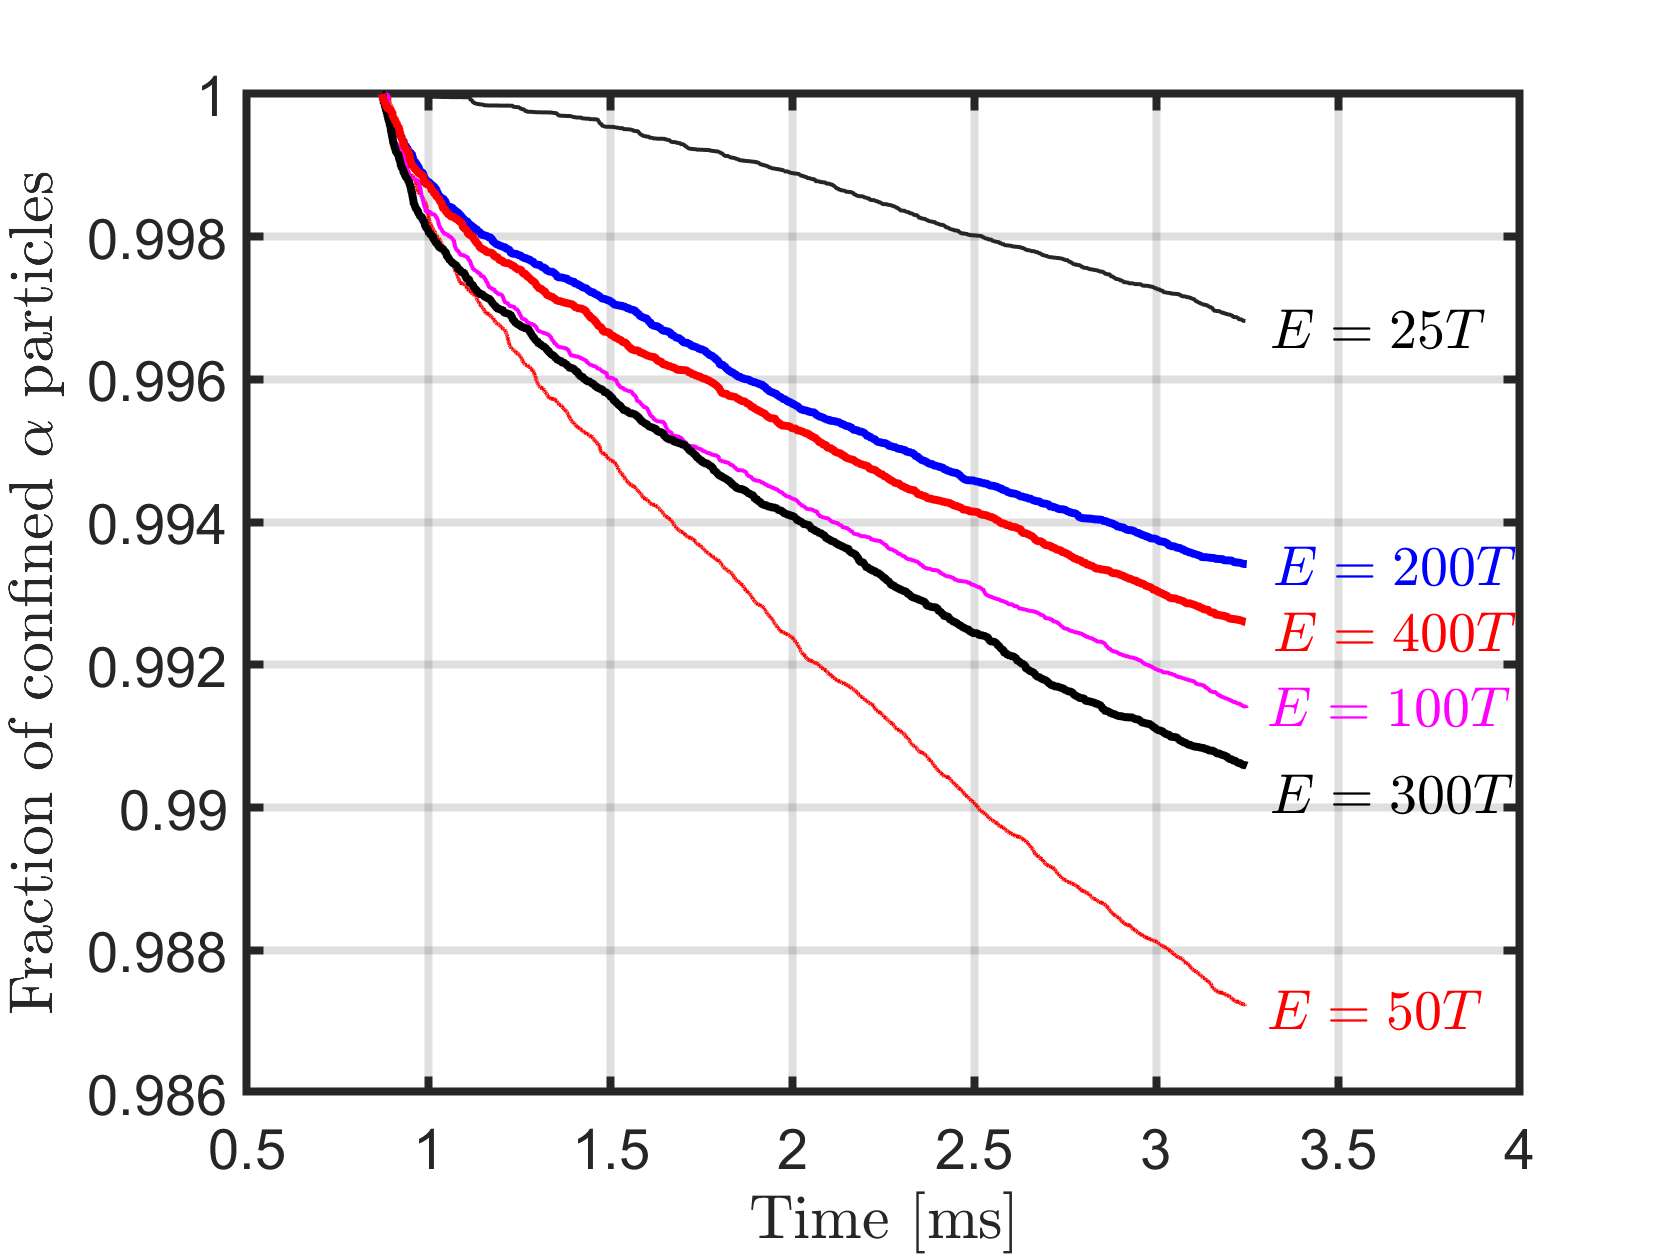 1
0.998
0.996
0.994
0.992
0.99
0.988
0.986
0.5 1 1.5 2 2.5 3 3.5 4
Time [ms]
Fraction of confined α particles
E = 25T
E = 200T
E = 400T
E = 100T
E = 300T
E = 50T